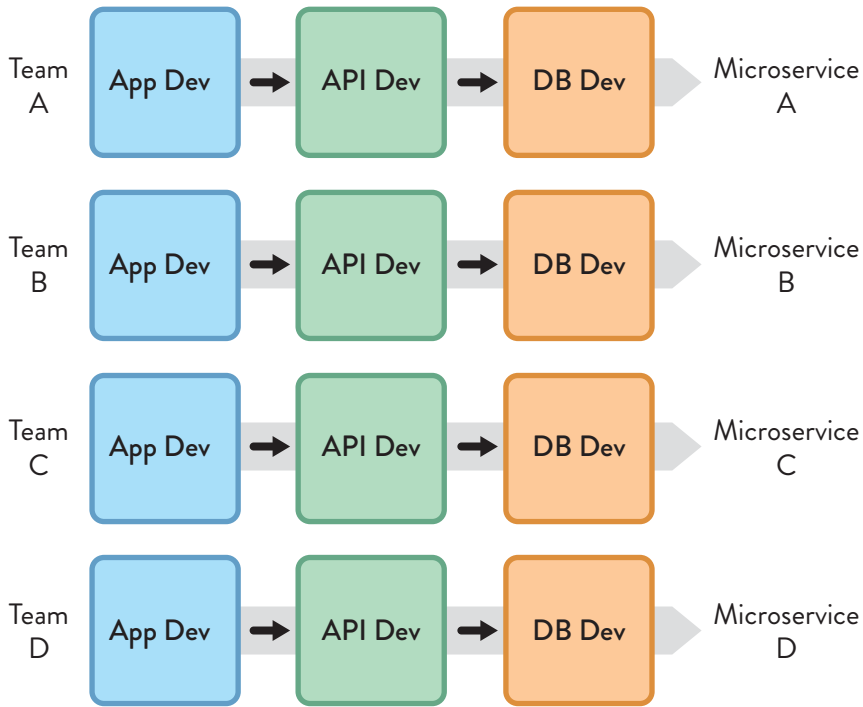 Team
A
App Dev
API Dev
DB Dev
Microservice
A
Team
B
App Dev
API Dev
DB Dev
Microservice
B
Team
C
App Dev
API Dev
DB Dev
Microservice
C
Team
D
App Dev
API Dev
DB Dev
Microservice
D